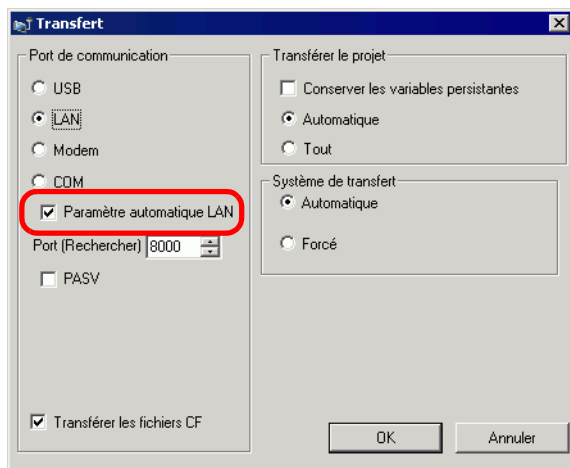 Transfert
Port de communication
USB
LAN
Modem
COM
Paramètre automatique LAN
Port (Rechercher) 8000
PASV
Transférer les fichiers CF
Transférer le projet
Conserver les variables persistantes
Automatique
Tout
Système de transfert
Automatique
Forcé
OK
Annuler